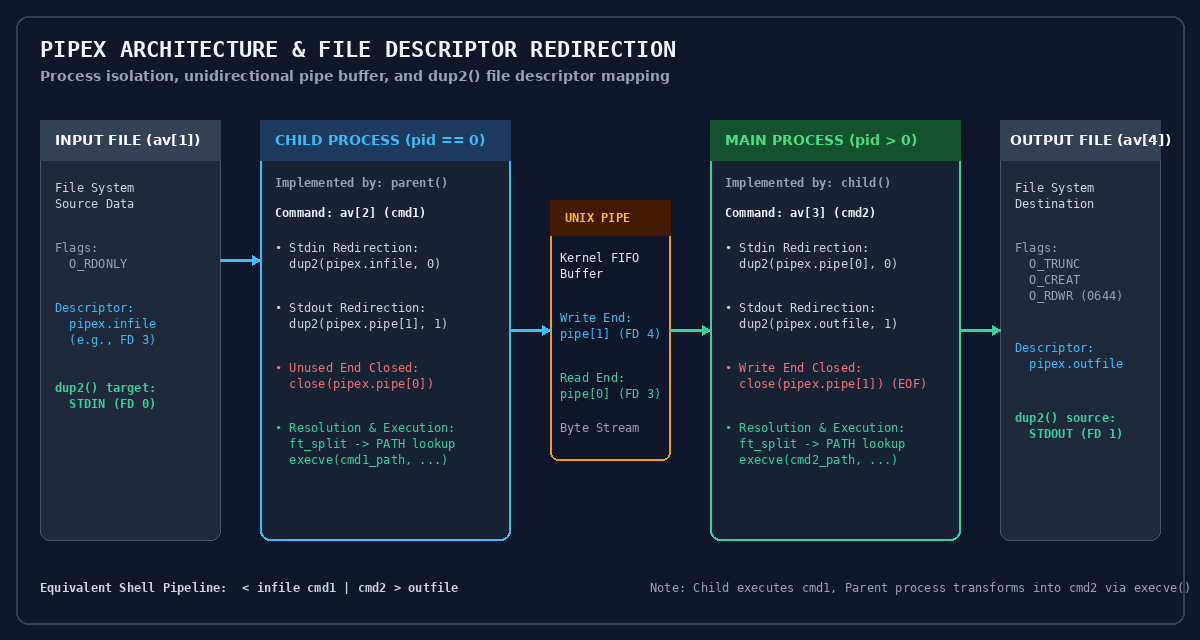 PIPEX ARCHITECTURE & FILE DESCRIPTOR REDIRECTION
Process isolation, unidirectional pipe buffer, and dup2() file descriptor mapping
INPUT FILE (av[1])
File System
Source Data
Flags:
O_RDONLY
Descriptor:
pipex.infile
(e.g., FD 3)
dup2() target:
STDIN (FD 0)
CHILD PROCESS (pid == 0)
Implemented by: parent()
Command: av[2] (cmd1)
• Stdin Redirection:
dup2(pipex.infile, 0)
• Stdout Redirection:
dup2(pipex.pipe[1], 1)
• Unused End Closed:
close(pipex.pipe[0])
• Resolution & Execution:
ft_split -> PATH lookup
execve(cmd1_path, ...)
UNIX PIPE
Kernel FIFO
Buffer
Write End:
pipe[1] (FD 4)
Read End:
pipe[0] (FD 3)
Byte Stream
MAIN PROCESS (pid > 0)
Implemented by: child()
Command: av[3] (cmd2)
• Stdin Redirection:
dup2(pipex.pipe[0], 0)
• Stdout Redirection:
dup2(pipex.outfile, 1)
• Write End Closed:
close(pipex.pipe[1]) (EOF)
• Resolution & Execution:
ft_split -> PATH lookup
execve(cmd2_path, ...)
OUTPUT FILE (av[4])
File System
Destination
Flags:
O_TRUNC
O_CREAT
O_RDWR (0644)
Descriptor:
pipex.outfile
dup2() source:
STDOUT (FD 1)
Equivalent Shell Pipeline:  < infile cmd1 | cmd2 > outfile
Note: Child executes cmd1, Parent process transforms into cmd2 via execve()